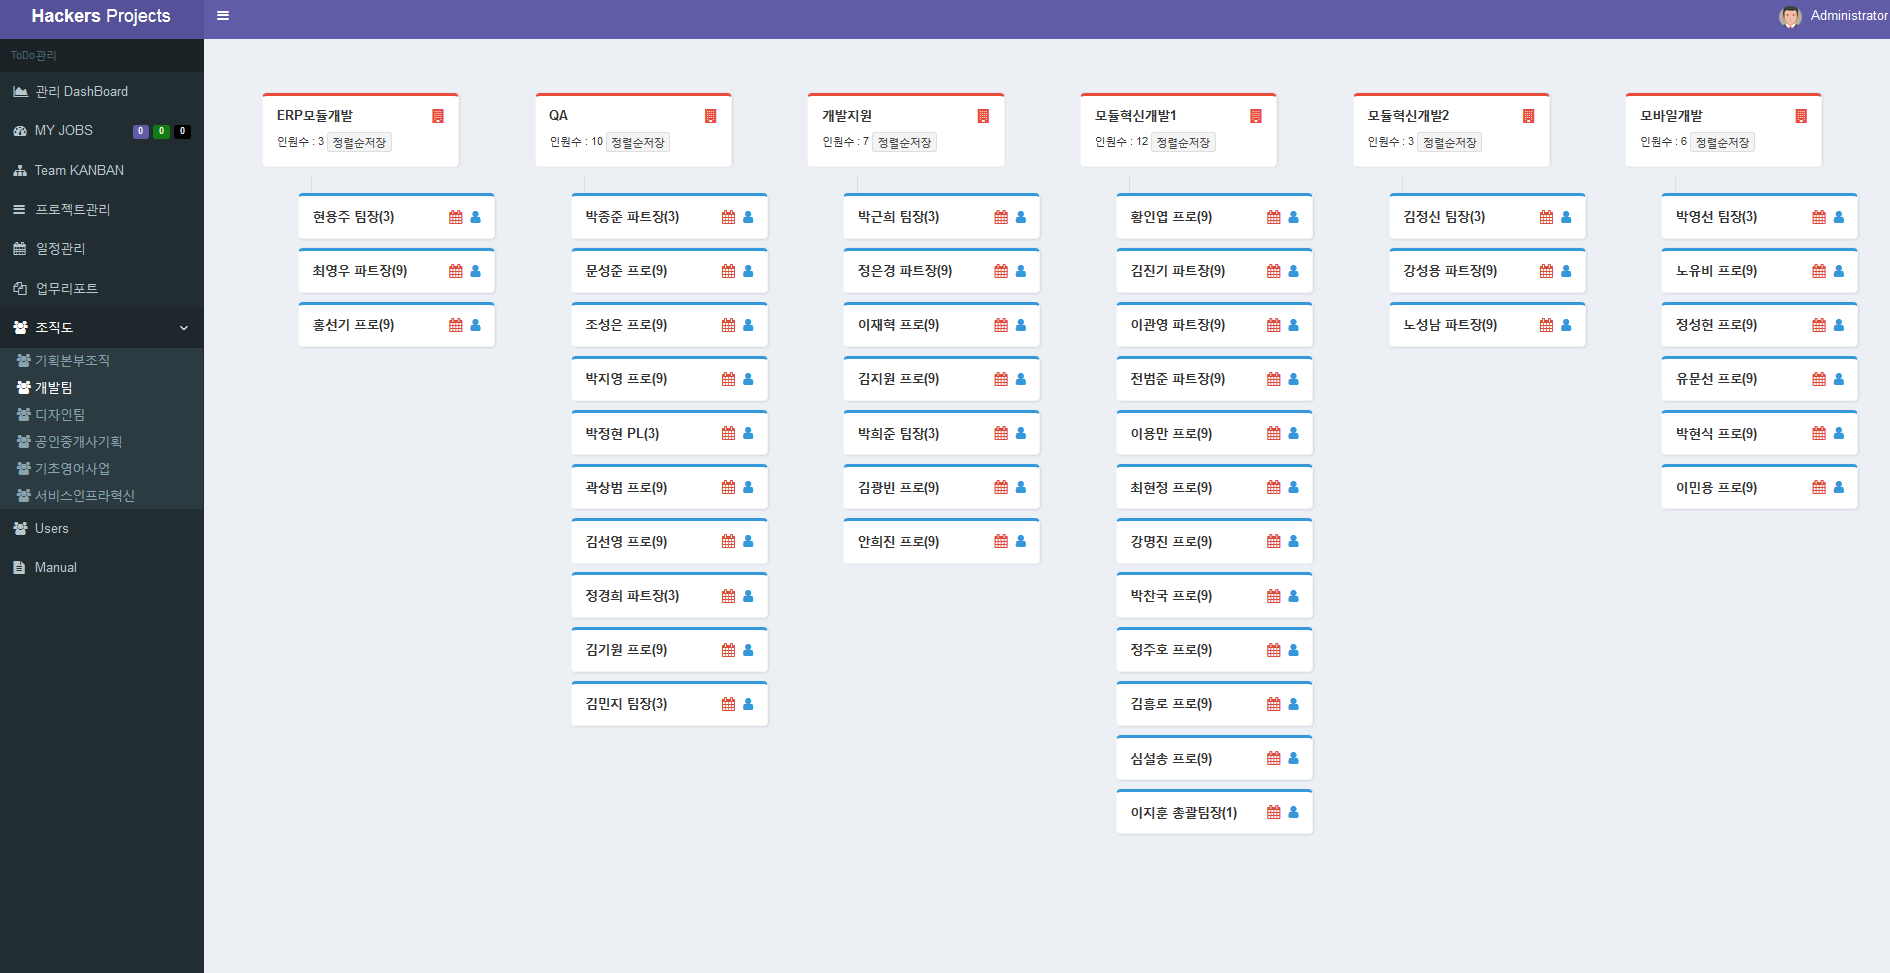 Hackers Projects
Administrator
ToDo관리
관리 DashBoard
MY JOBS 0 0 0
Team KANBAN
프로젝트관리
일정관리
업무리포트
조직도
기획본부조직
개발팀
디자인팀
공인중개사기획
기초영어사업
서비스인프라혁신
Users
Manual
ERP모듈개발
인원수 : 3 정렬순저장
현용주 팀장(3)
최영우 파트장(9)
홍선기 프로(9)
QA
인원수 : 10 정렬순저장
박종준 파트장(3)
문성준 프로(9)
조성은 프로(9)
박지영 프로(9)
박정현 PL(3)
곽상범 프로(9)
김선영 프로(9)
정경희 파트장(3)
김기원 프로(9)
김민지 팀장(3)
개발지원
인원수 : 7 정렬순저장
박근희 팀장(3)
정은경 파트장(9)
이재혁 프로(9)
김지원 프로(9)
박희준 팀장(3)
김광빈 프로(9)
안희진 프로(9)
모듈혁신개발1
인원수 : 12 정렬순저장
황인엽 프로(9)
김진기 파트장(9)
이관영 파트장(9)
전범준 파트장(9)
이용만 프로(9)
최현정 프로(9)
강명진 프로(9)
박찬국 프로(9)
정주호 프로(9)
김흥로 프로(9)
심설송 프로(9)
이지훈 총괄팀장(1)
모듈혁신개발2
인원수 : 3 정렬순저장
김정신 팀장(3)
강성용 파트장(9)
노성남 파트장(9)
모바일개발
인원수 : 6 정렬순저장
박영선 팀장(3)
노유비 프로(9)
정성헌 프로(9)
유문선 프로(9)
박현식 프로(9)
이민용 프로(9)